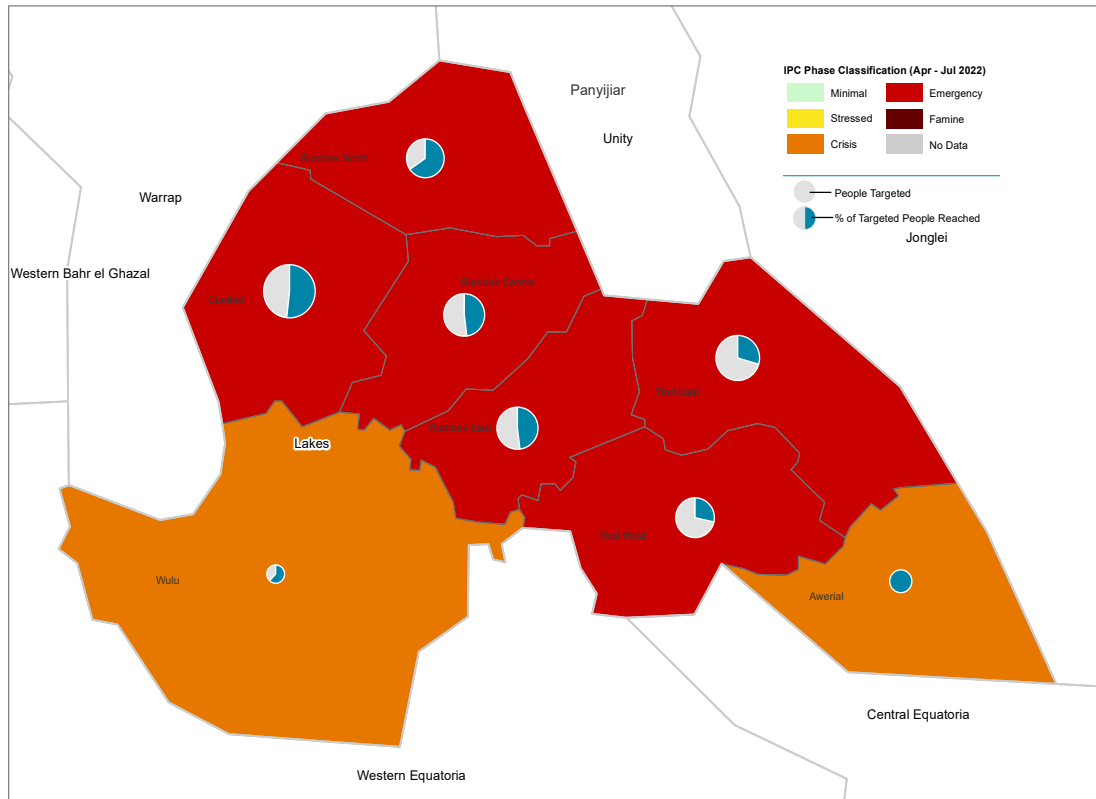 IPC Phase Classification (Apr - Jul 2022)
Minimal
Emergency
Stressed
Famine
Crisis
No Data
People Targeted
% of Targeted People Reached
Jonglei
Panyijiar
Unity
Rumbek North
Warrap
Western Bahr el Ghazal
Rumbek Centre
Cueibet
Yirol East
Rumbek East
Lakes
Yirol West
Wulu
Awerial
Central Equatoria
Western Equatoria